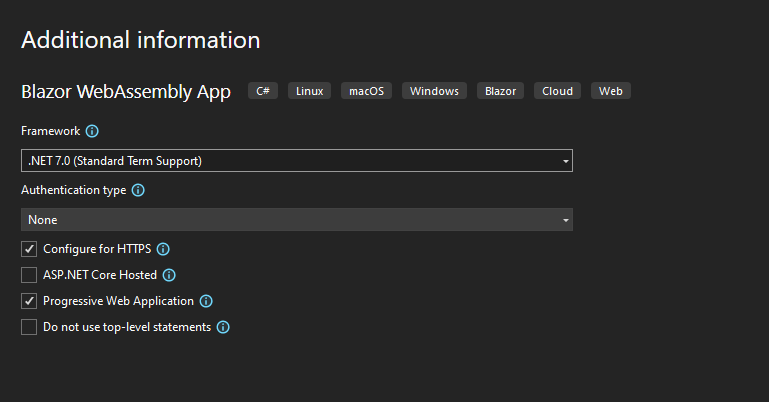 Additional information
Blazor WebAssembly App C# Linux macOS Windows Blazor Cloud Web
Framework
.NET 7.0 (Standard Term Support)
Authentication type
None
Configure for HTTPS
ASP.NET Core Hosted
Progressive Web Application
Do not use top-level statements